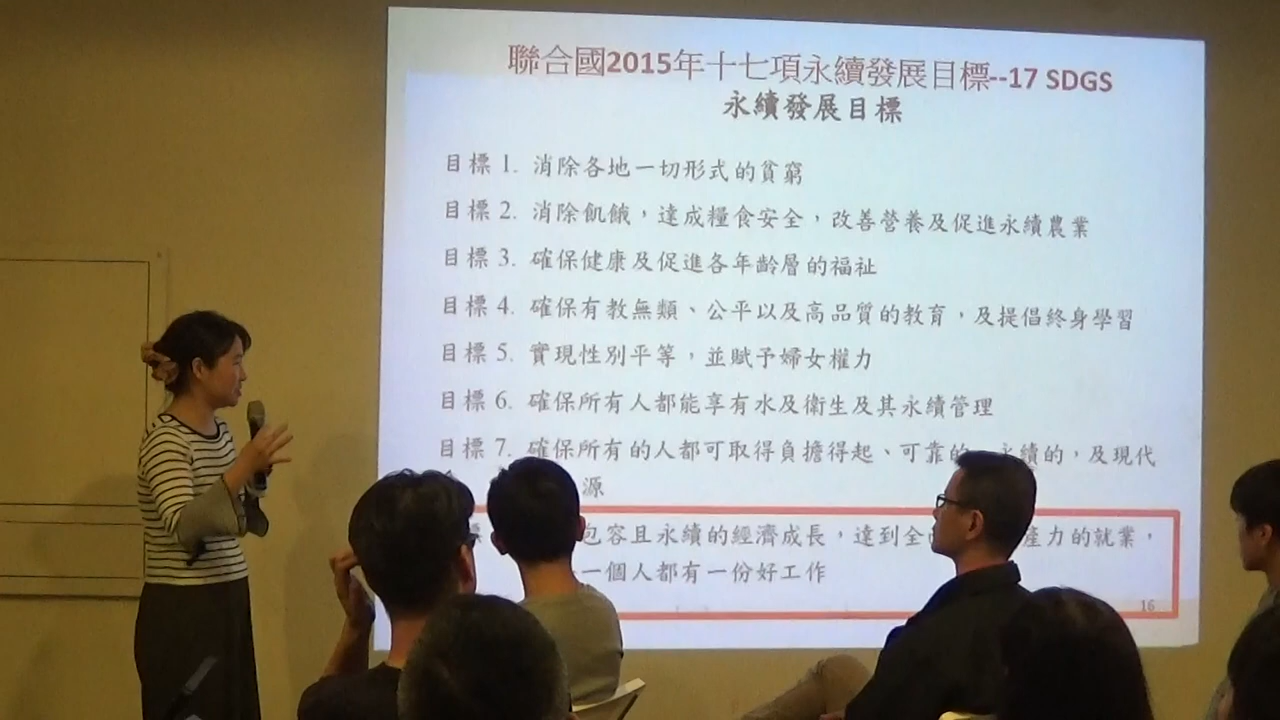 聯合國2015年十七項永續發展目標--17 SDGS
永續發展目標
目標 1. 消除各地一切形式的貧窮
目標 2. 消除飢餓，達成糧食安全，改善營養及促進永續農業
目標 3. 確保健康及促進各年齡層的福祉
目標 4. 確保有教無類、公平以及高品質的教育，及提倡終身學習
目標 5. 實現性別平等，並賦予婦女權力
目標 6. 確保所有人都能享有水及衛生及其永續管理
目標 7. 確保所有的人都可取得負擔得起、可靠的 永續的，及現代
源
標 包容且永續的經濟成長，達到全 產力的就業，
一個人都有一份好工作
16